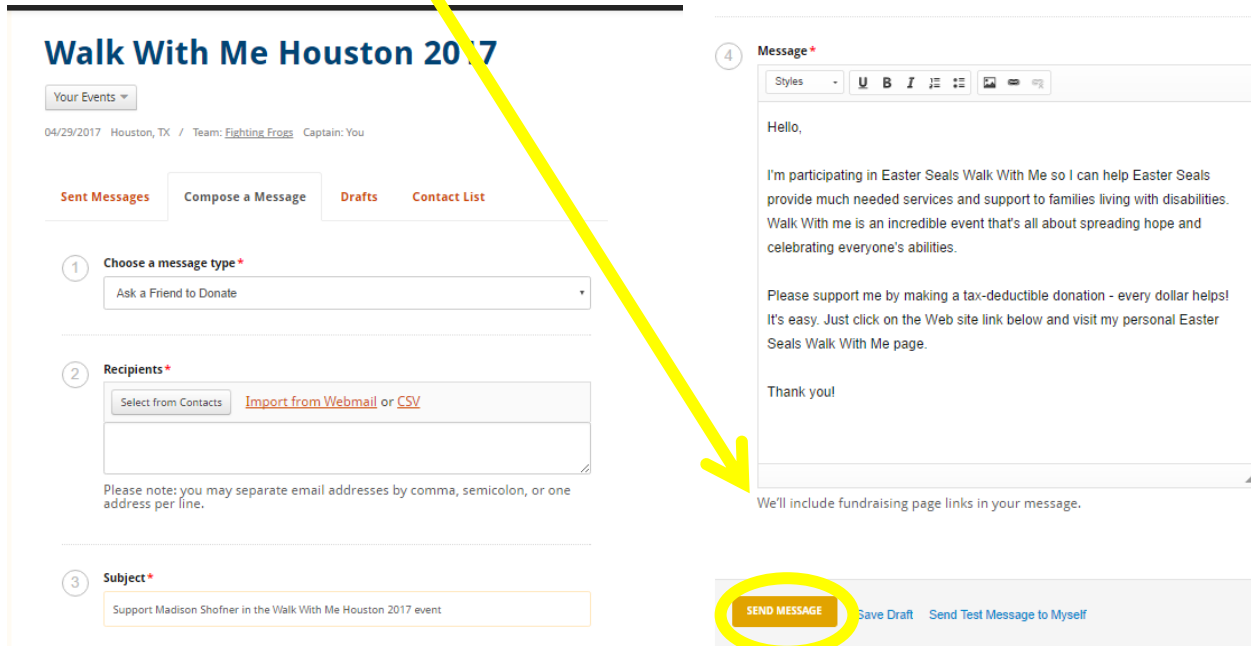 Walk With Me Houston 2017
Your Events
04/29/2017 Houston, TX / Team: Fighting Frogs Captain: You
Sent Messages Compose a Message Drafts Contact List
1 Choose a message type *
Ask a Friend to Donate
2 Recipients *
Select from Contacts Import from Webmail or CSV
Please note: you may separate email addresses by comma, semicolon, or one
address per line.
3 Subject *
Support Madison Shofner in the Walk With Me Houston 2017 event
4 Message *
Styles U B I
Hello,
I'm participating in Easter Seals Walk With Me so I can help Easter Seals
provide much needed services and support to families living with disabilities.
Walk With me is an incredible event that's all about spreading hope and
celebrating everyone's abilities.
Please support me by making a tax-deductible donation - every dollar helps!
It's easy. Just click on the Web site link below and visit my personal Easter
Seals Walk With Me page.
Thank you!
We'll include fundraising page links in your message.
SEND MESSAGE Save Draft Send Test Message to Myself